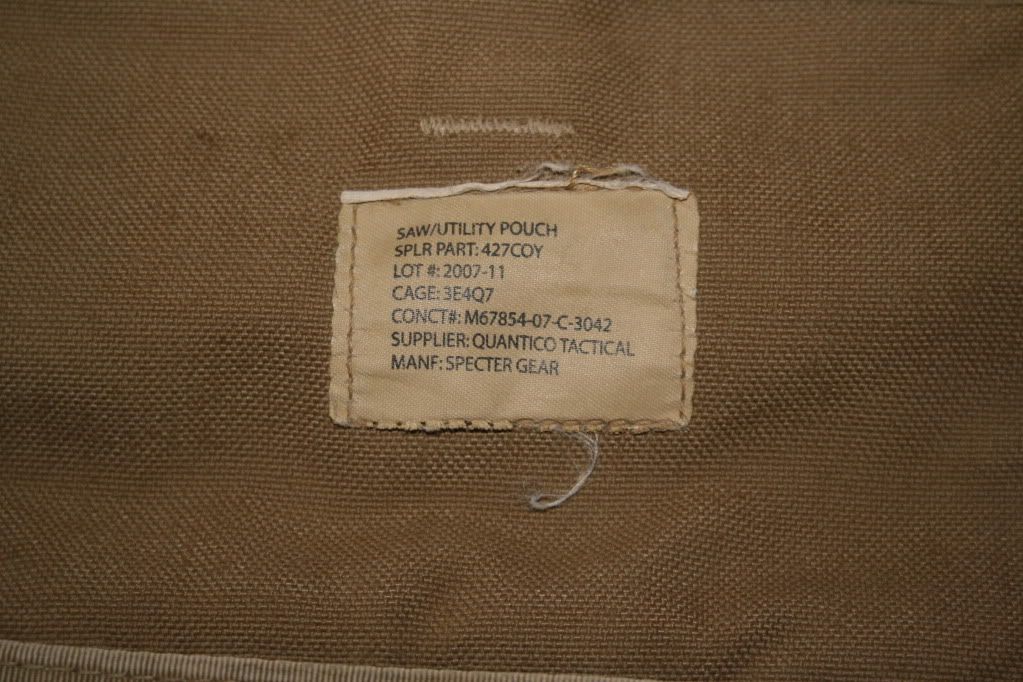 SAW/UTILITY POUCH
SPLR PART: 427COY
LOT #: 2007-11
CAGE: 3E4Q7
CONCT#: M67854-07-C-3042
SUPPLIER: QUANTICO TACTICAL
MANF: SPECTER GEAR